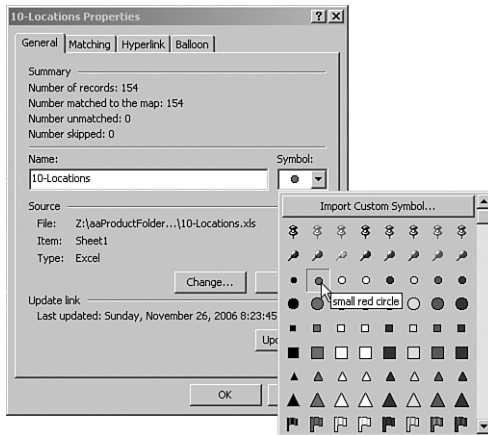 10-Locations Properties
General Matching Hyperlink Balloon
Summary
Number of records: 154
Number matched to the map: 154
Number unmatched: 0
Number skipped: 0
Name: Symbol:
10-Locations
Import Custom Symbol...
Source
File: Z:\aaProductFolder...\10-Locations.xls
Item: Sheet1
Type: Excel
small red circle
Change...
Update link
Last updated: Sunday, November 26, 2006 8:23:45
OK